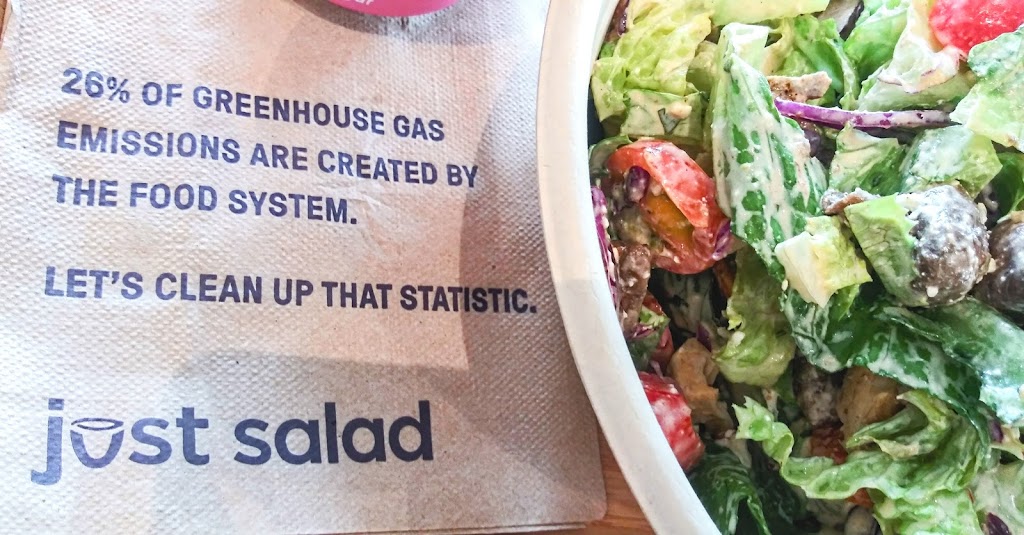 26% OF GREENHOUSE GAS
EMISSIONS ARE CREATED BY
THE FOOD SYSTEM.
LET'S CLEAN UP THAT STATISTIC.
just salad